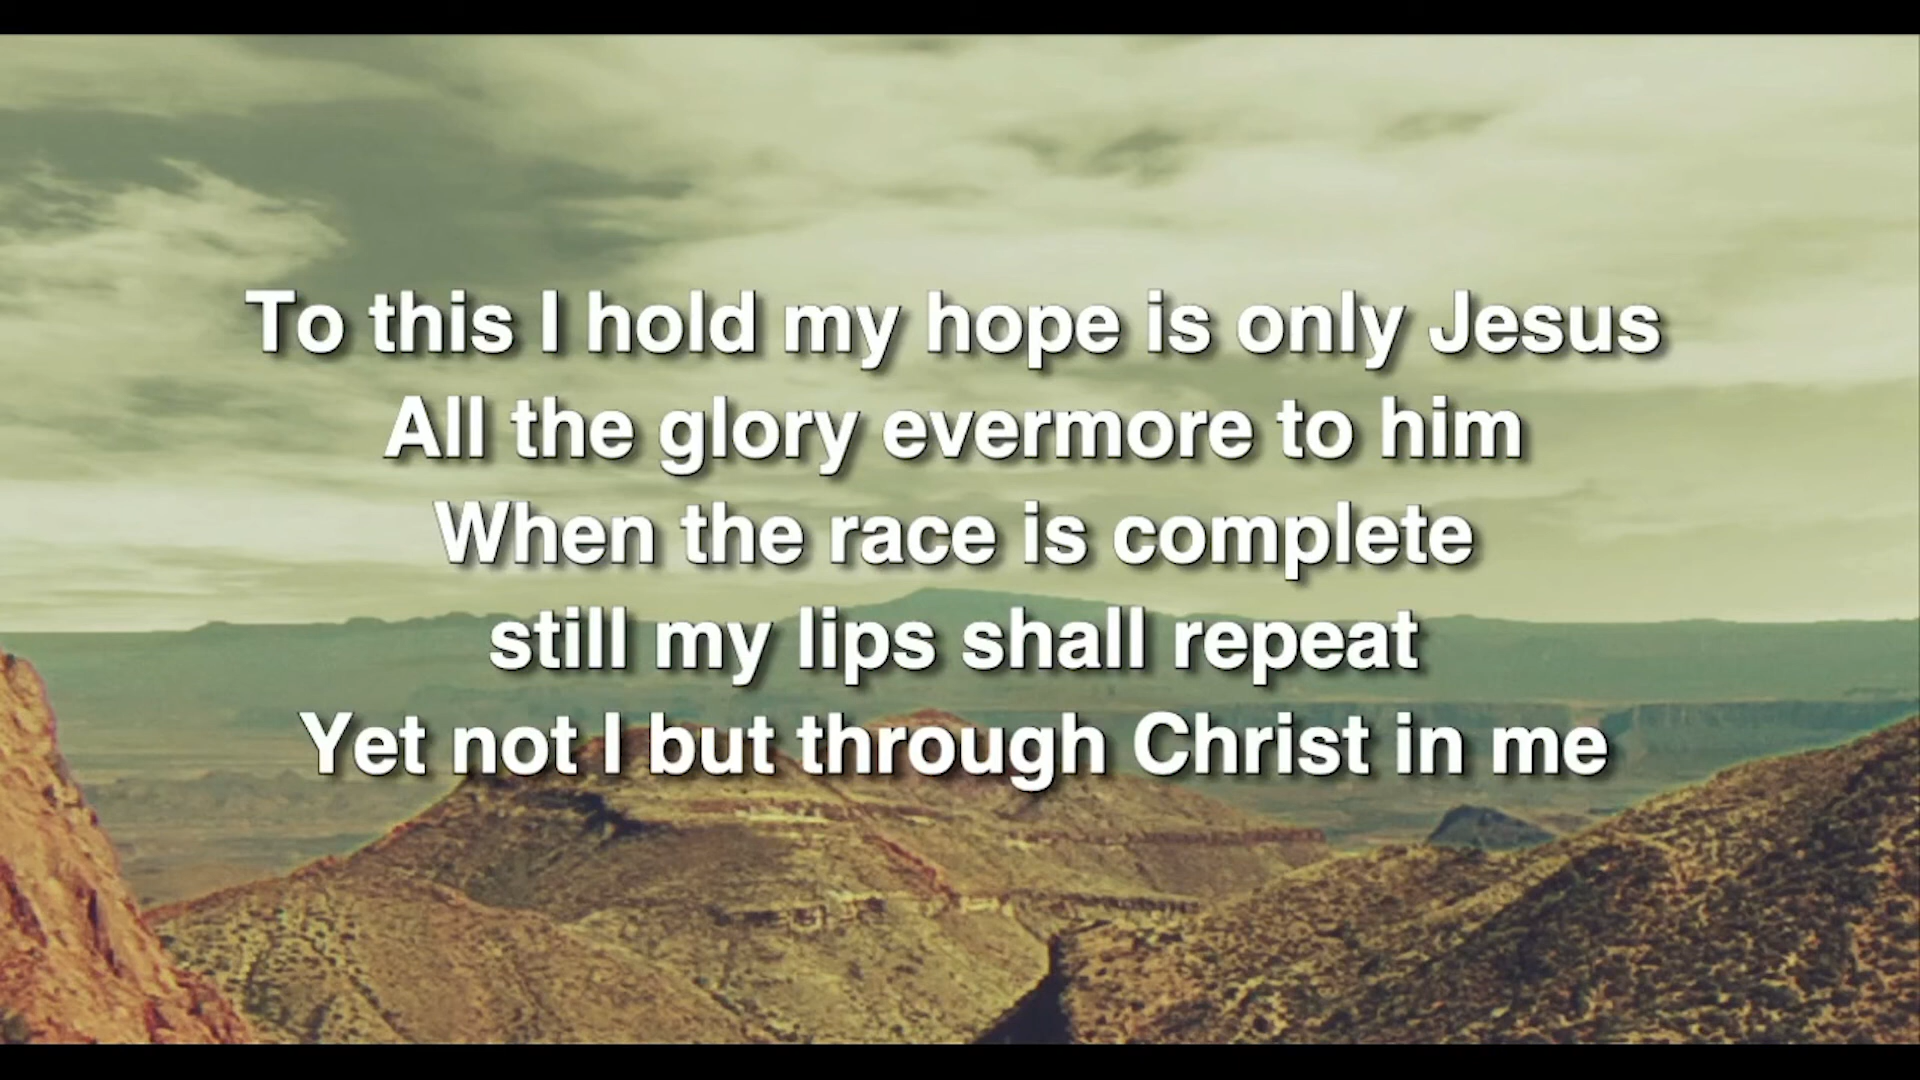 To this I hold my hope is only Jesus
All the glory evermore to him
When the race is complete
still my lips shall repeat
Yet not I but through Christ in me